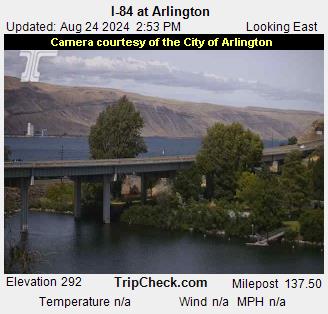 I-84 at Arlington
Updated: Aug 24 2024 2:53 PM Looking East
Camera courtesy of the City of Arlington
Elevation 292 TripCheck.com Milepost 137.50
Temperature n/a Wind n/a MPH n/a